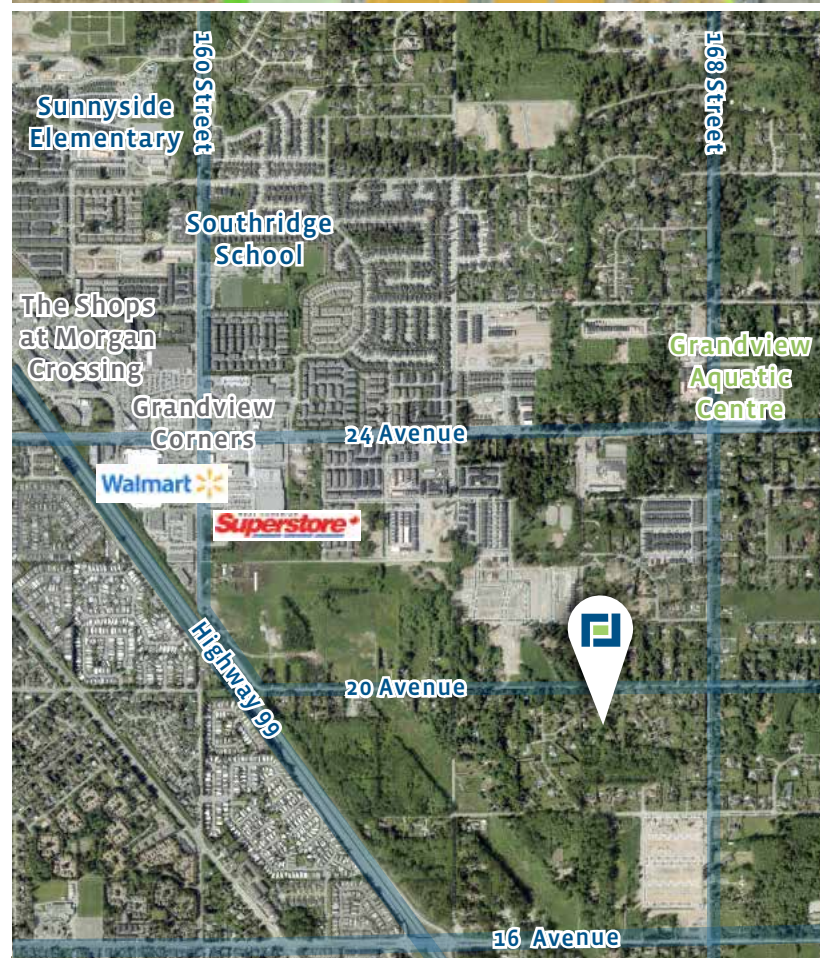 160 Street
168 Street
Sunnyside
Elementary
Southridge
School
The Shops
at Morgan
Crossing
Grandview
Aquatic
Centre
Grandview
Corners
24 Avenue
Walmart
Superstore
Highway 99
20 Avenue
16 Avenue